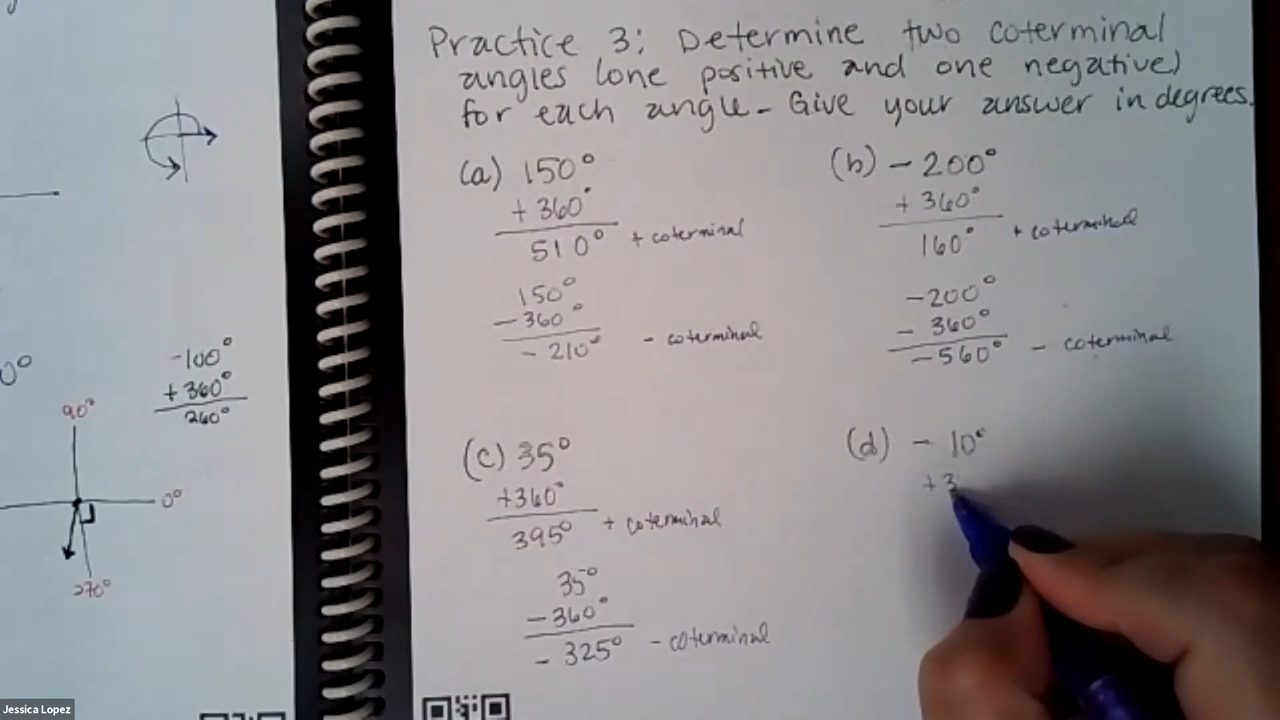 Practice 3: Determine two coterminal
angles (one positive and one negative)
for each angle - Give your answer in degrees.
(a) 150°
+ 360°
510° + coterminal
150°
- 360°
- 210° - coterminal
(b) - 200°
+ 360°
160° + coterminal
-200°
- 360°
-560° - coterminal
(c) 35°
+360°
395° + coterminal
35°
-360°
- 325° - coterminal
(d) - 10°
+3
0°
-100°
+ 360°
260°
90°
0°
270°
Jessica Lopez